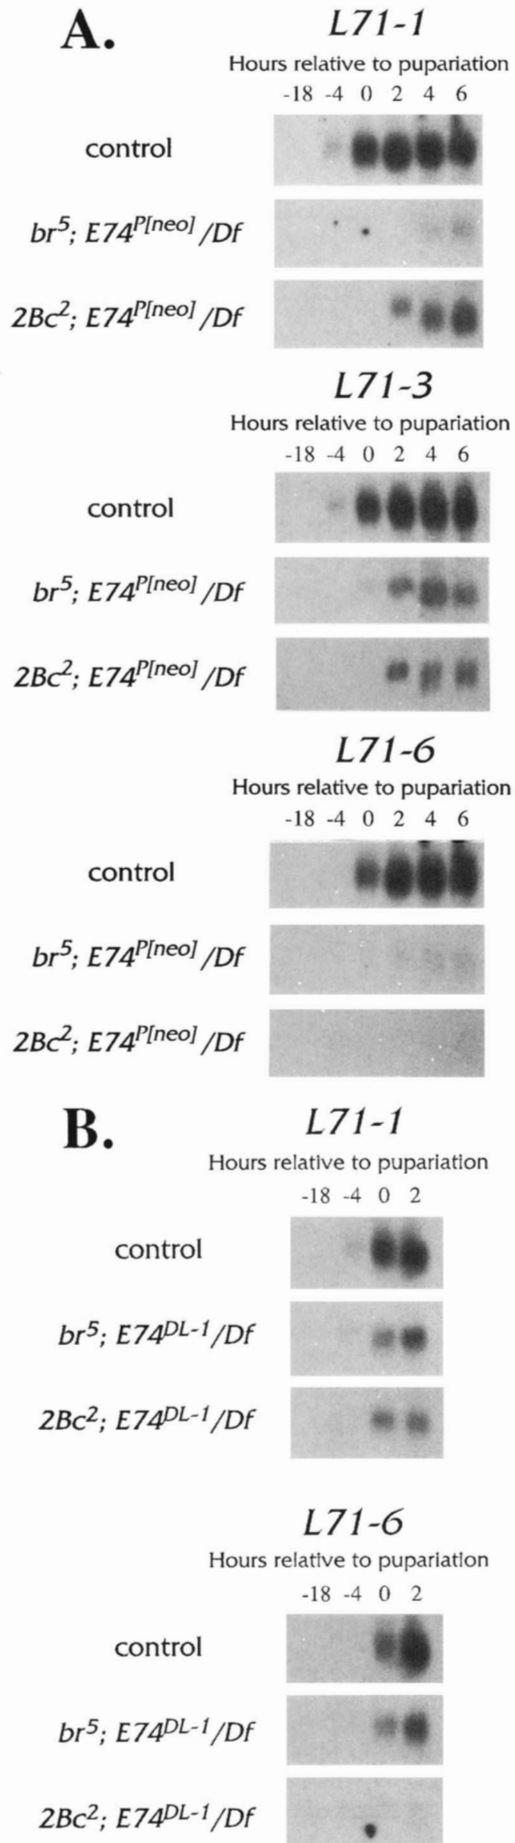 A.
L71-1
Hours relative to pupariation
-18 -4 0 2 4 6
control
br⁵; E74ᴾ[neo]/Df
2Bc²; E74ᴾ[neo]/Df
L71-3
Hours relative to pupariation
-18 -4 0 2 4 6
control
br⁵; E74ᴾ[neo]/Df
2Bc²; E74ᴾ[neo]/Df
L71-6
Hours relative to pupariation
-18 -4 0 2 4 6
control
br⁵; E74ᴾ[neo]/Df
2Bc²; E74ᴾ[neo]/Df
B.
L71-1
Hours relative to pupariation
-18 -4 0 2
control
br⁵; E74ᴰᴸ⁻¹/Df
2Bc²; E74ᴰᴸ⁻¹/Df
L71-6
Hours relative to pupariation
-18 -4 0 2
control
br⁵; E74ᴰᴸ⁻¹/Df
2Bc²; E74ᴰᴸ⁻¹/Df